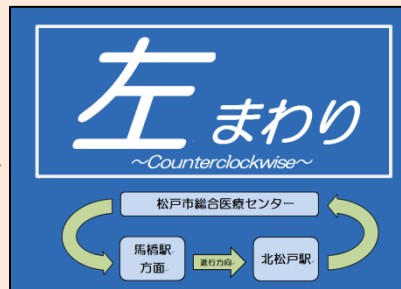 左まわり
～Counterclockwise～
松戸市総合医療センター
馬橋駅
方面
進行方向
北松戸駅